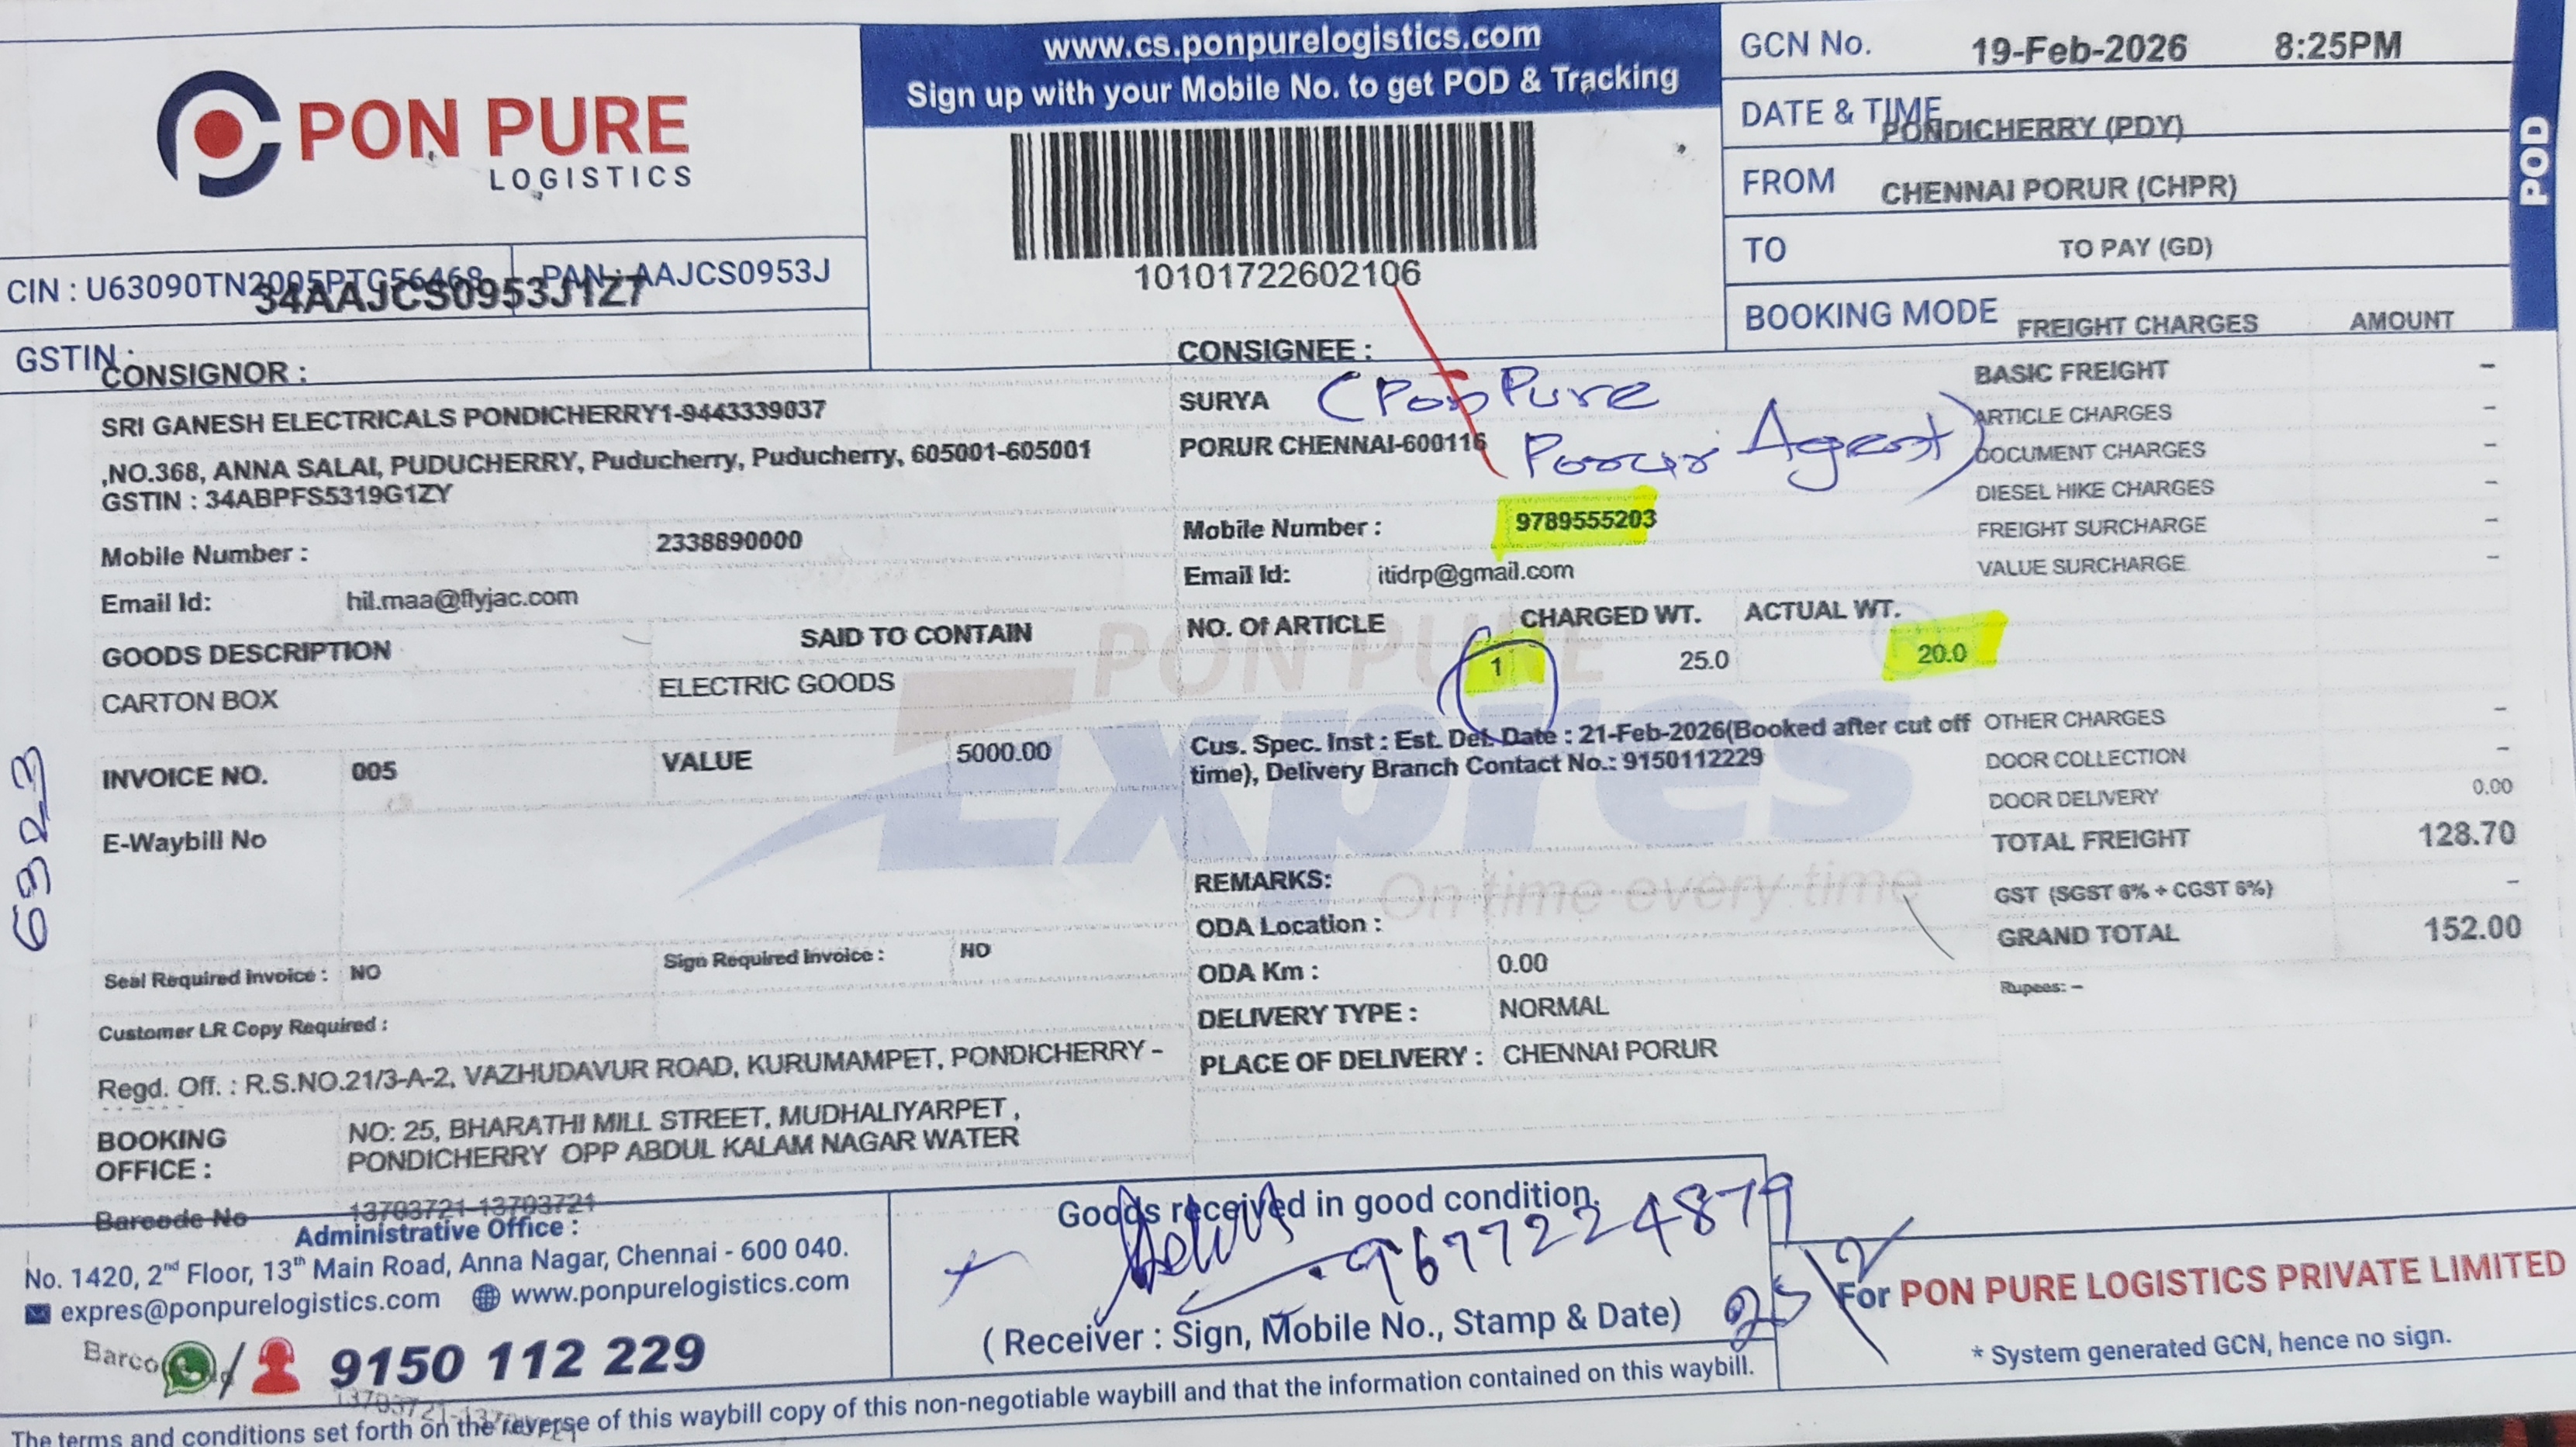 PON PURE
LOGISTICS
www.cs.ponpurelogistics.com
Sign up with your Mobile No. to get POD & Tracking
10101722602106
GCN No. 19-Feb-2026 8:25PM
DATE & TIME PONDICHERRY (PDY)
FROM CHENNAI PORUR (CHPR)
TO TO PAY (GD)
BOOKING MODE FREIGHT CHARGES AMOUNT
POD
CIN : U63090TN2005PTC56468 PAN : AAJCS0953J
34AAJCS0953J1Z7
GSTIN :
CONSIGNOR :
SRI GANESH ELECTRICALS PONDICHERRY1-9443339037
,NO.368, ANNA SALAI, PUDUCHERRY, Puducherry, Puducherry, 605001-605001
GSTIN : 34ABPFS5319G1ZY
Mobile Number : 2338890000
Email Id: hil.maa@flyjac.com
GOODS DESCRIPTION SAID TO CONTAIN
CARTON BOX ELECTRIC GOODS
INVOICE NO. 005 VALUE 5000.00
E-Waybill No
Seal Required Invoice : NO Sign Required Invoice : NO
Customer LR Copy Required :
Regd. Off. : R.S.NO.21/3-A-2, VAZHUDAVUR ROAD, KURUMAMPET, PONDICHERRY -
BOOKING OFFICE : NO: 25, BHARATHI MILL STREET, MUDHALIYARPET ,
PONDICHERRY OPP ABDUL KALAM NAGAR WATER
Barcode No 13703721-13703721
CONSIGNEE :
SURYA (Pon Pure
PORUR CHENNAI-600116 Porur Agent)
Mobile Number : 9789555203
Email Id: itidrp@gmail.com
NO. Of ARTICLE CHARGED WT. ACTUAL WT.
1 25.0 20.0
Cus. Spec. Inst : Est. Del. Date : 21-Feb-2026(Booked after cut off
time), Delivery Branch Contact No.: 9150112229
REMARKS:
ODA Location :
ODA Km : 0.00
DELIVERY TYPE : NORMAL
PLACE OF DELIVERY : CHENNAI PORUR
PON PURE
Expres
On time every time
BASIC FREIGHT -
ARTICLE CHARGES -
DOCUMENT CHARGES -
DIESEL HIKE CHARGES -
FREIGHT SURCHARGE -
VALUE SURCHARGE -
OTHER CHARGES -
DOOR COLLECTION -
DOOR DELIVERY 0.00
TOTAL FREIGHT 128.70
GST (SGST 6% + CGST 6%) -
GRAND TOTAL 152.00
Rupees: -
6323
Administrative Office :
No. 1420, 2nd Floor, 13th Main Road, Anna Nagar, Chennai - 600 040.
expres@ponpurelogistics.com www.ponpurelogistics.com
/ 9150 112 229
Goods received in good condition.
9677224879
(Receiver : Sign, Mobile No., Stamp & Date)
For PON PURE LOGISTICS PRIVATE LIMITED
* System generated GCN, hence no sign.
The terms and conditions set forth on the reverse of this waybill copy of this non-negotiable waybill and that the information contained on this waybill.